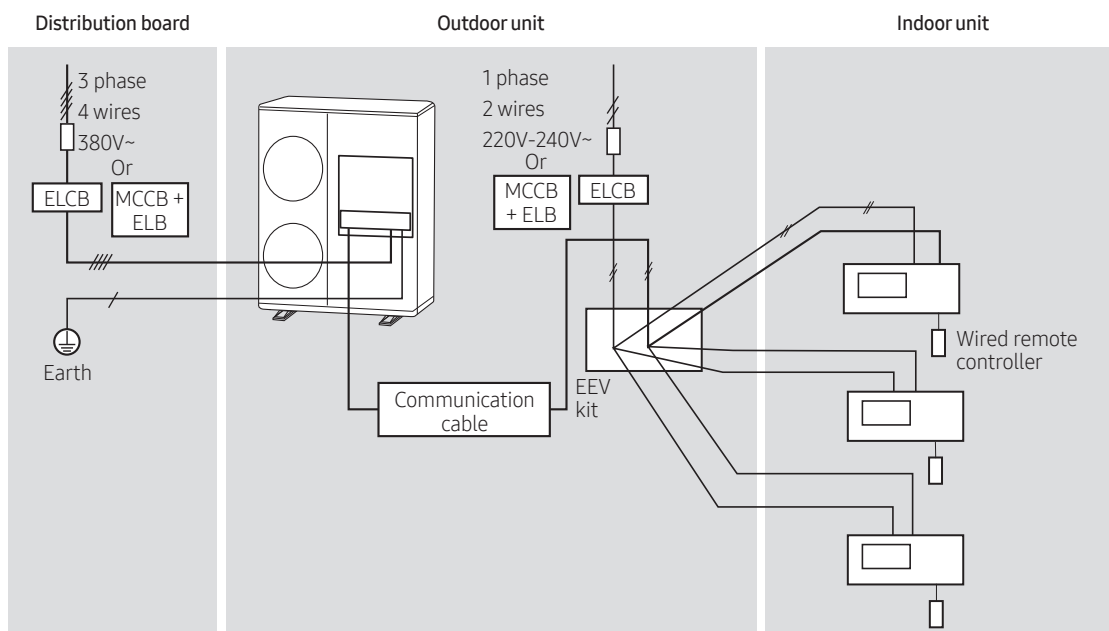 Distribution board
Outdoor unit
Indoor unit
3 phase
4 wires
380V~
Or
ELCB
MCCB +
ELB
Earth
1 phase
2 wires
220V-240V~
Or
MCCB
+ ELB
ELCB
Communication
cable
EEV
kit
Wired remote
controller